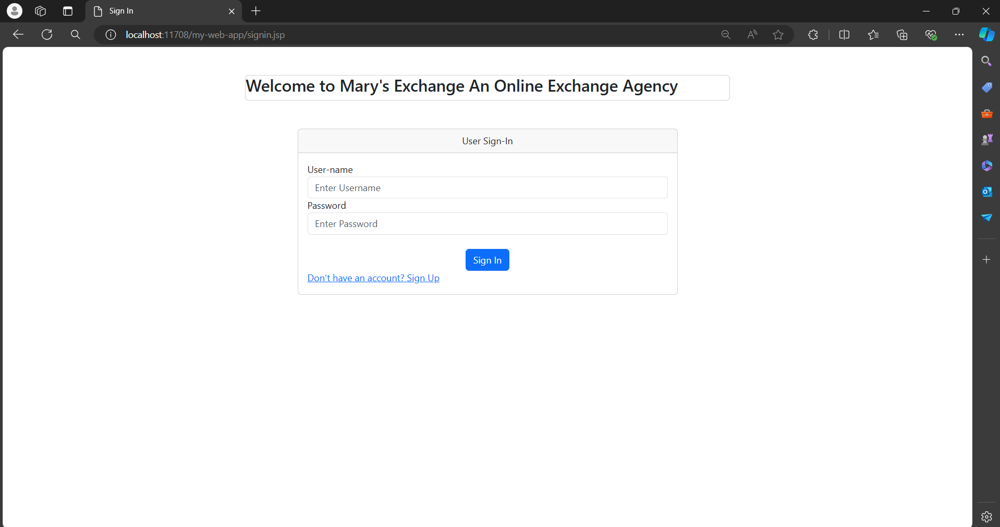 Sign In
localhost:11708/my-web-app/signin.jsp
Welcome to Mary's Exchange An Online Exchange Agency
User Sign-In
User-name
Enter Username
Password
Enter Password
Sign In
Don't have an account? Sign Up